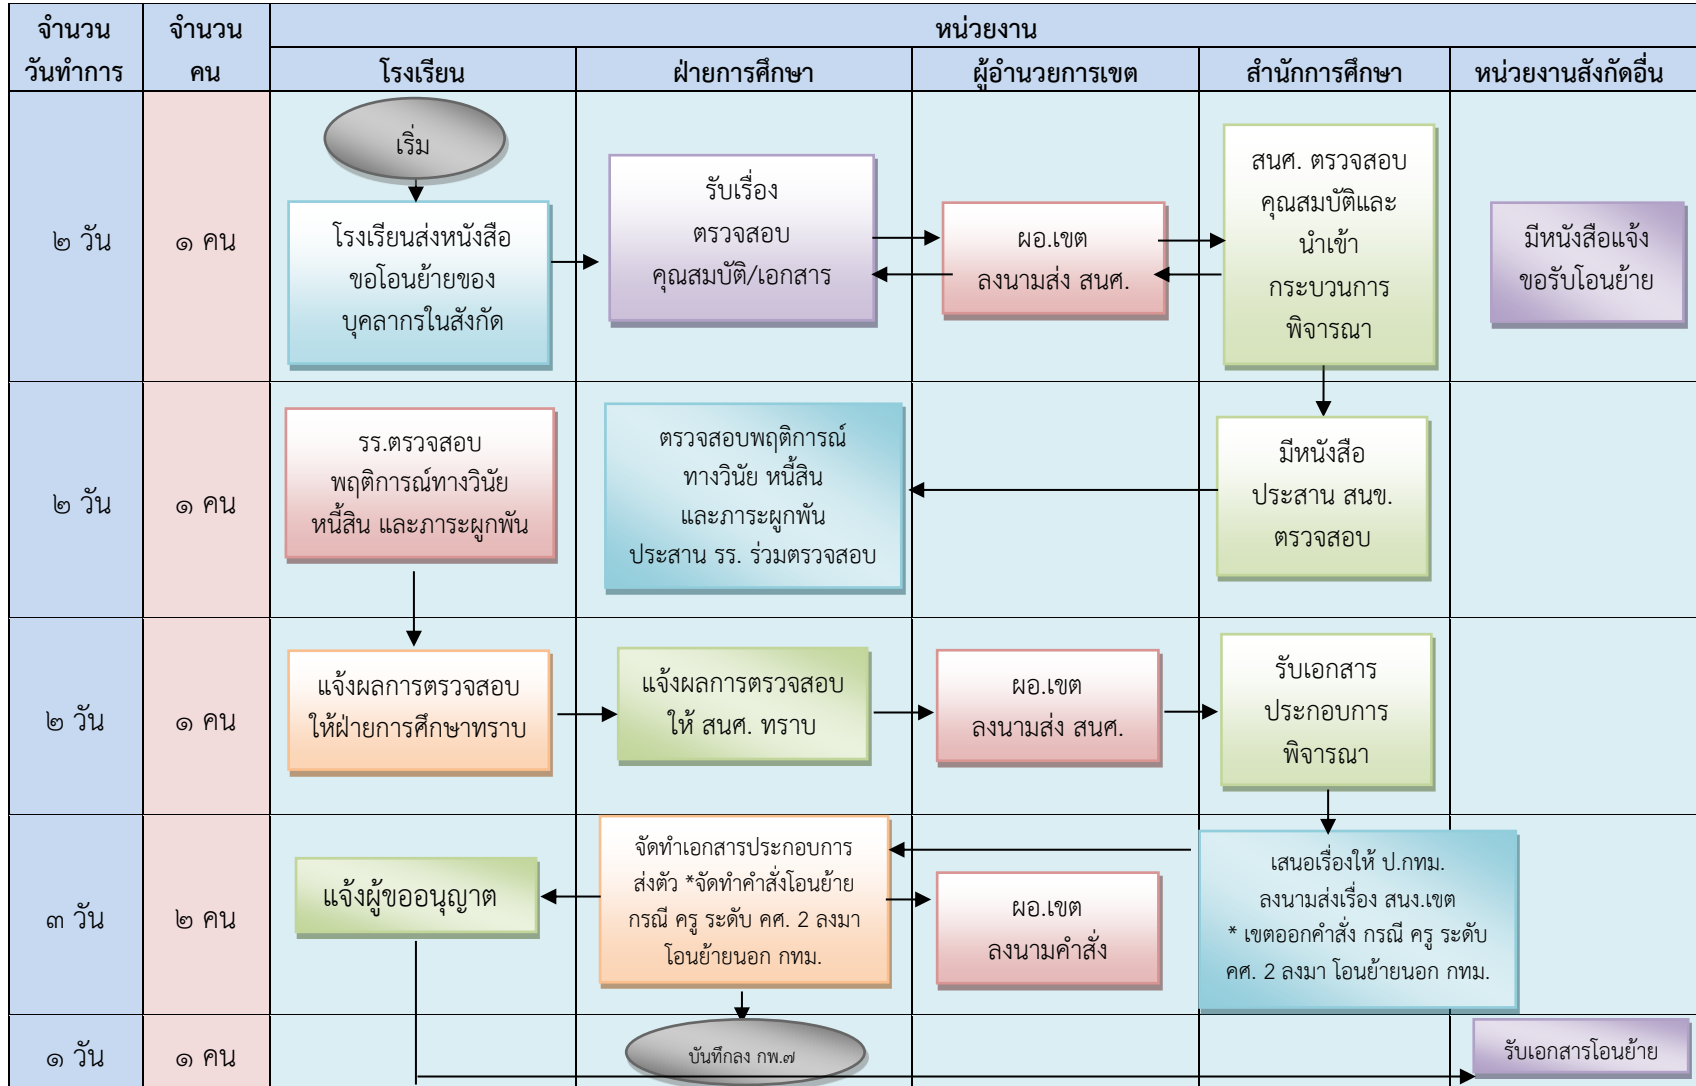 จำนวน
วันทำการ
จำนวน
คน
หน่วยงาน
โรงเรียน
ฝ่ายการศึกษา
ผู้อำนวยการเขต
สำนักการศึกษา
หน่วยงานสังกัดอื่น
๒ วัน
๑ คน
เริ่ม
โรงเรียนส่งหนังสือ
ขอโอนย้ายของ
บุคลากรในสังกัด
รับเรื่อง
ตรวจสอบ
คุณสมบัติ/เอกสาร
ผอ.เขต
ลงนามส่ง สนศ.
สนศ. ตรวจสอบ
คุณสมบัติและ
นำเข้า
กระบวนการ
พิจารณา
มีหนังสือแจ้ง
ขอรับโอนย้าย
๒ วัน
๑ คน
รร.ตรวจสอบ
พฤติการณ์ทางวินัย
หนี้สิน และภาระผูกพัน
ตรวจสอบพฤติการณ์
ทางวินัย หนี้สิน
และภาระผูกพัน
ประสาน รร. ร่วมตรวจสอบ
มีหนังสือ
ประสาน สนข.
ตรวจสอบ
๒ วัน
๑ คน
แจ้งผลการตรวจสอบ
ให้ฝ่ายการศึกษาทราบ
แจ้งผลการตรวจสอบ
ให้ สนศ. ทราบ
ผอ.เขต
ลงนามส่ง สนศ.
รับเอกสาร
ประกอบการ
พิจารณา
๓ วัน
๒ คน
แจ้งผู้ขออนุญาต
จัดทำเอกสารประกอบการ
ส่งตัว *จัดทำคำสั่งโอนย้าย
กรณี ครู ระดับ คศ. 2 ลงมา
โอนย้ายนอก กทม.
ผอ.เขต
ลงนามคำสั่ง
เสนอเรื่องให้ ป.กทม.
ลงนามส่งเรื่อง สนง.เขต
* เขตออกคำสั่ง กรณี ครู ระดับ
คศ. 2 ลงมา โอนย้ายนอก กทม.
๑ วัน
๑ คน
บันทึกลง กพ.๗
รับเอกสารโอนย้าย